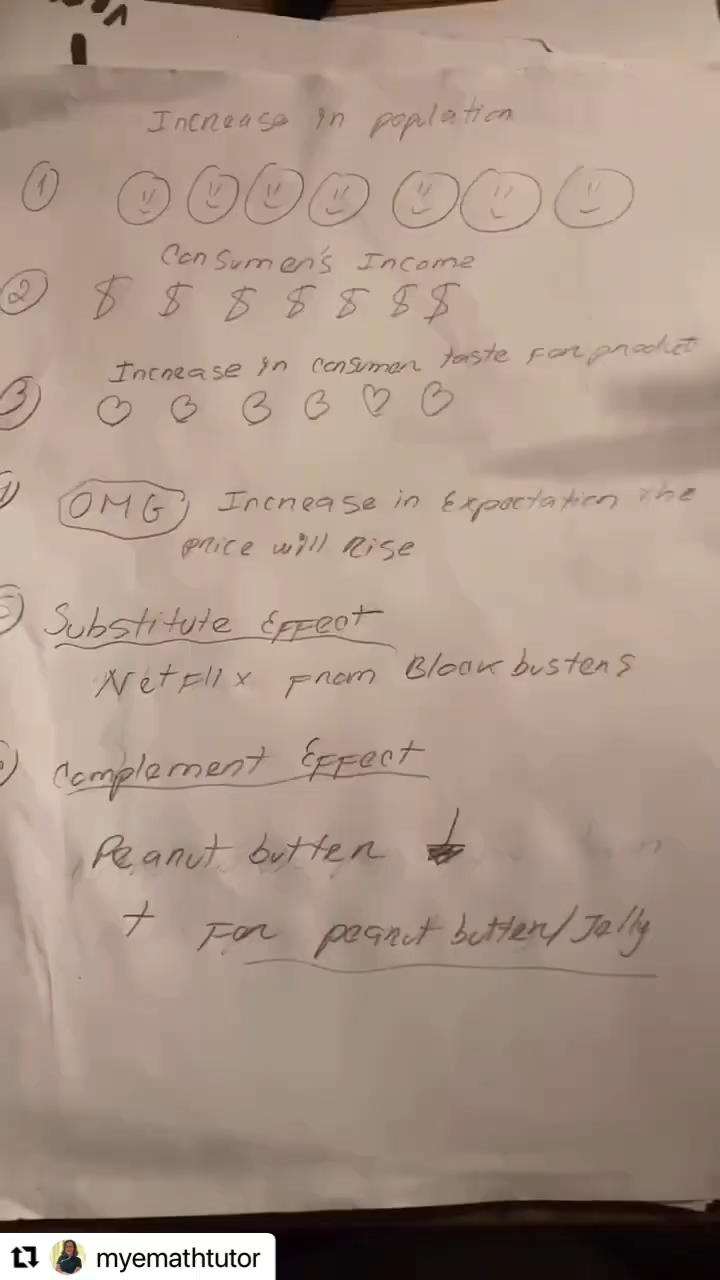 Increase in popлation
①
Consumer's Income
② $ $ $ $ $ $ $
Increase in consumer taste For product
③
OMG Increase in Expectation the
price will Rise
Substitute Effect
Netflix From Blockbusters
Complement Effect
Peanut butter
+ For peanut butter/Jelly
myemathtutor